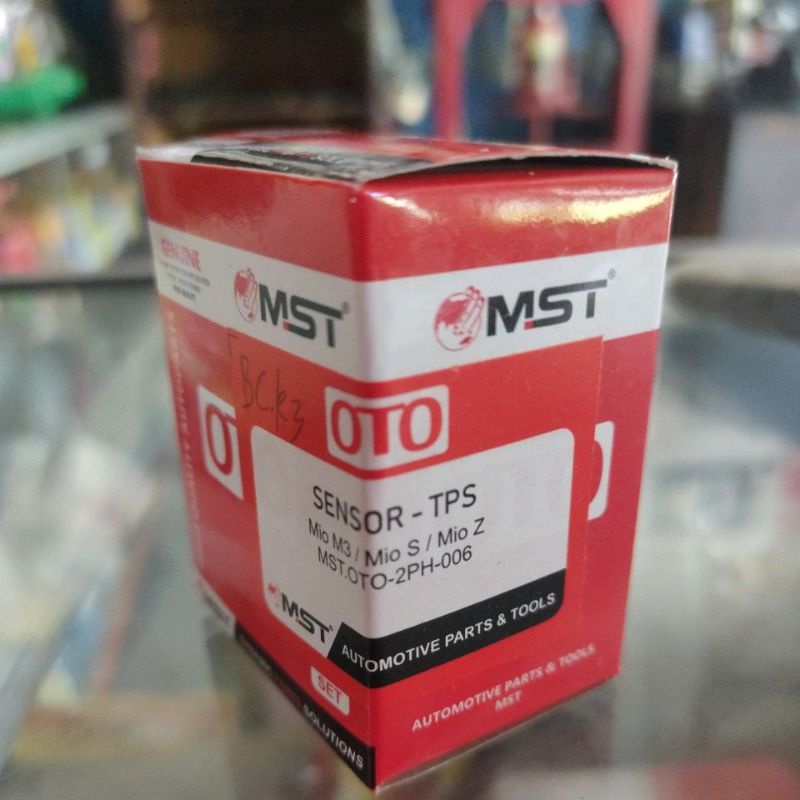 GENUINE
MST®
MST®
BC.k3
OTO
SENSOR - TPS
Mio M3 / Mio S / Mio Z
MST.OTO-2PH-006
MST
AUTOMOTIVE PARTS & TOOLS
SET
SOLUTIONS
AUTOMOTIVE PARTS & TOOLS
MST